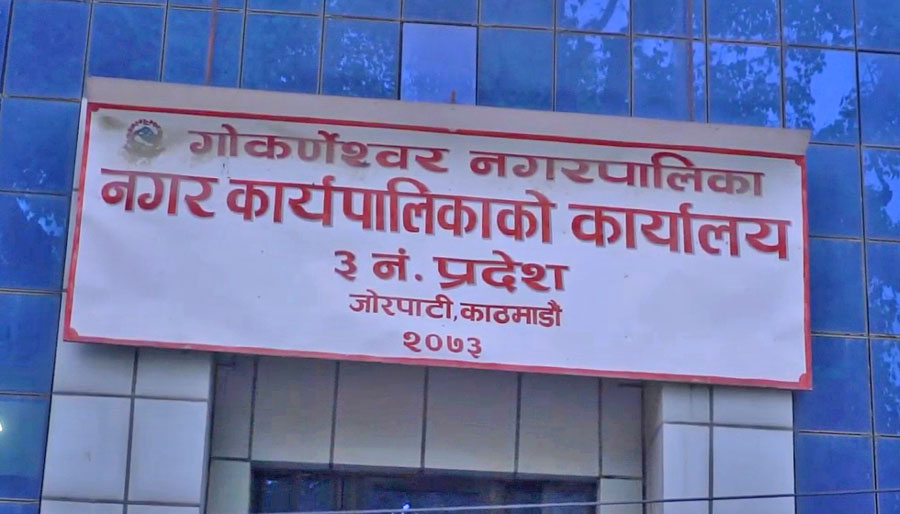 गोकर्णेश्वर नगरपालिका
नगर कार्यपालिकाको कार्यालय
३ नं. प्रदेश
जोरपाटी,काठमाडौं
२०७३